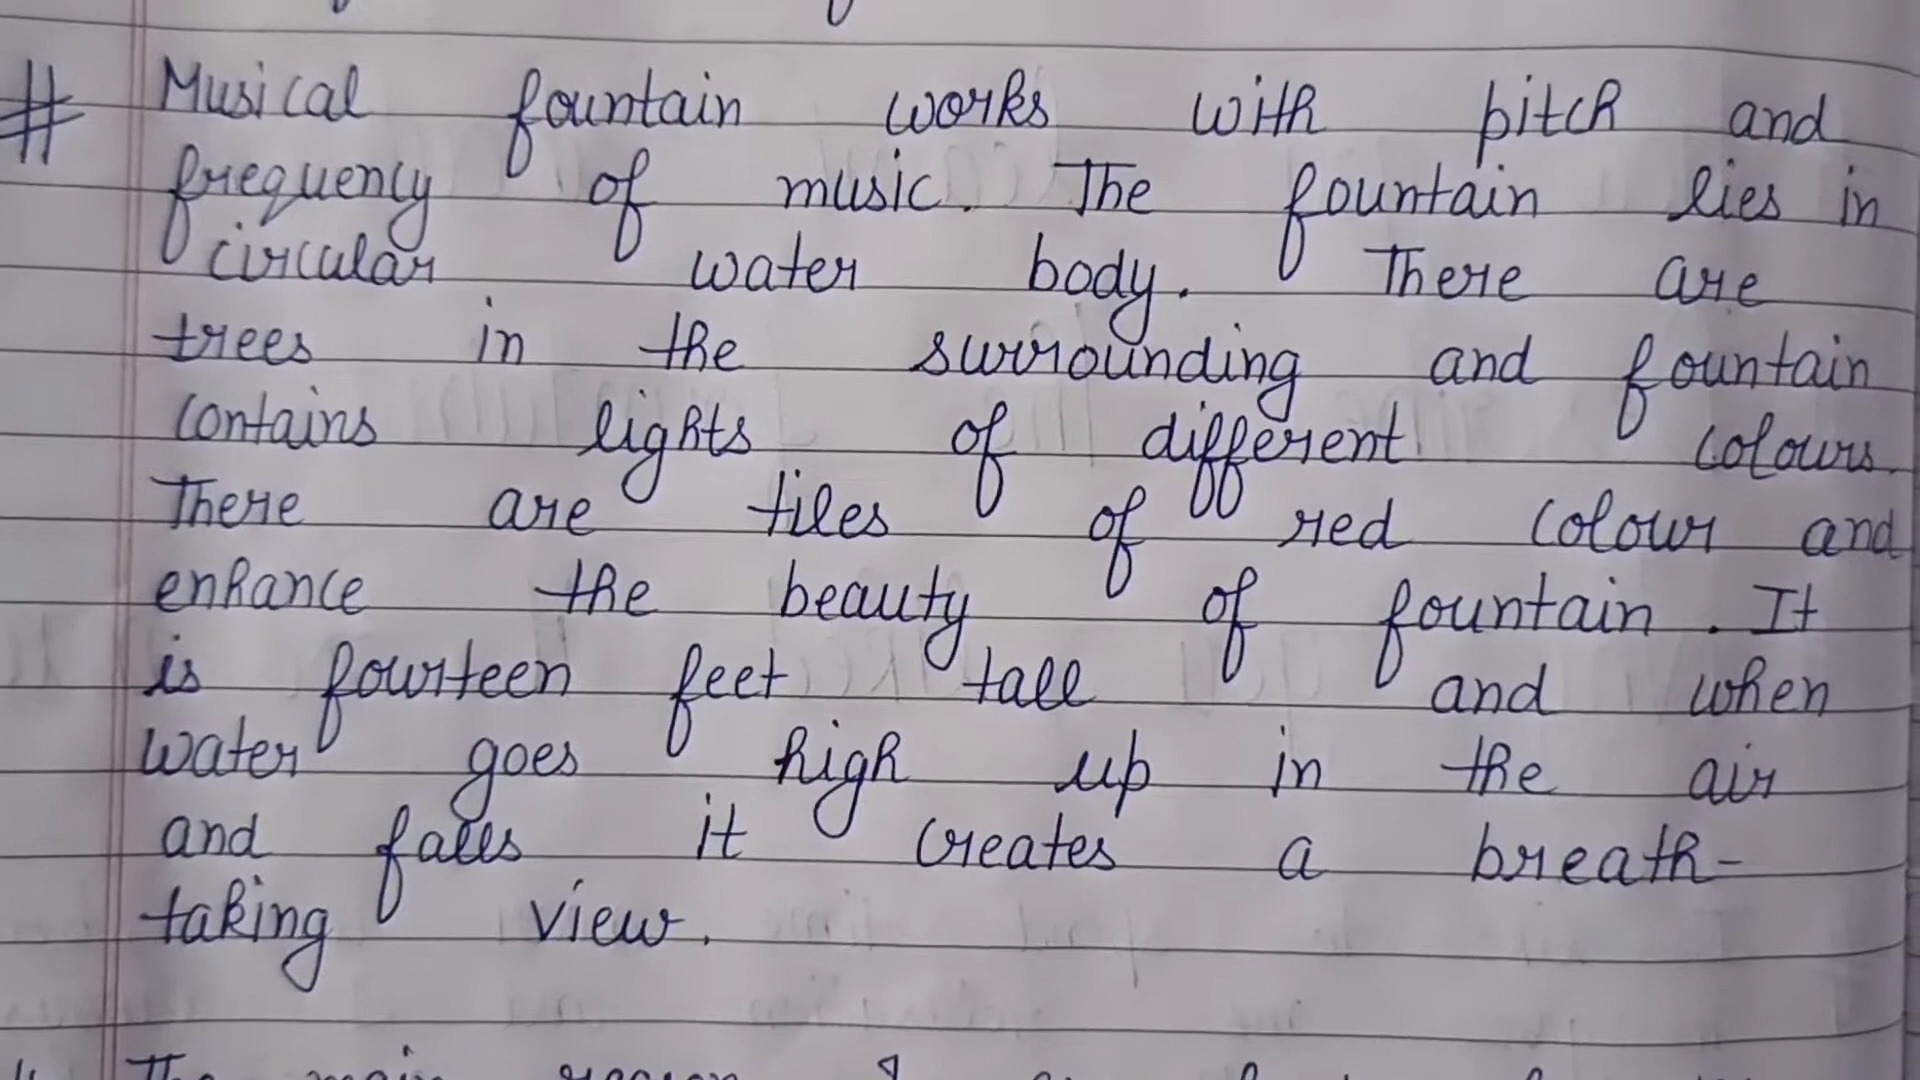 # Musical fountain works with pitch and
frequency of music. The fountain lies in
circular water body. There are
trees in the surrounding and fountain
contains lights of different colours.
There are tiles of red colour and
enhance the beauty of fountain. It
is fourteen feet tall and when
water goes high up in the air
and falls it creates a breath-
taking view.
The main reason I